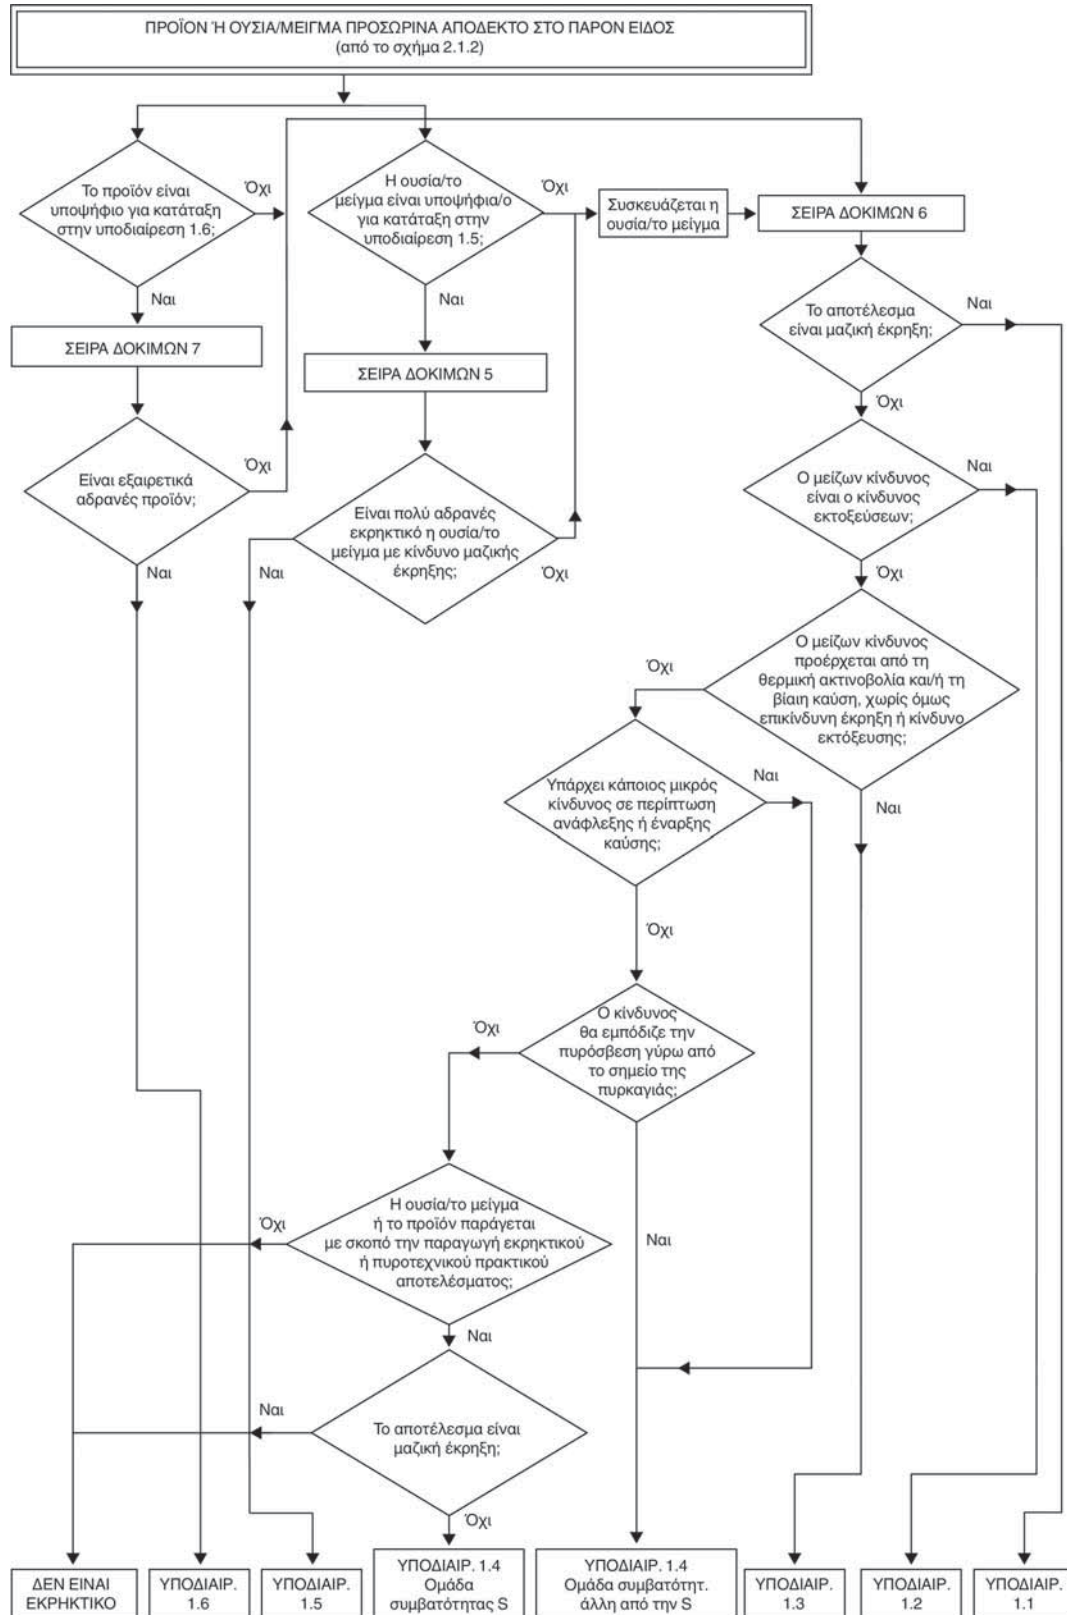 ΠΡΟΪΟΝ Ή ΟΥΣΙΑ/ΜΕΙΓΜΑ ΠΡΟΣΩΡΙΝΑ ΑΠΟΔΕΚΤΟ ΣΤΟ ΠΑΡΟΝ ΕΙΔΟΣ
(από το σχήμα 2.1.2)
Το προϊόν είναι
υποψήφιο για κατάταξη
στην υποδιαίρεση 1.6;
Όχι
Ναι
Η ουσία/το
μείγμα είναι υποψήφια/ο
για κατάταξη στην
υποδιαίρεση 1.5;
Όχι
Ναι
Συσκευάζεται η
ουσία/το μείγμα
ΣΕΙΡΑ ΔΟΚΙΜΩΝ 6
ΣΕΙΡΑ ΔΟΚΙΜΩΝ 7
ΣΕΙΡΑ ΔΟΚΙΜΩΝ 5
Το αποτέλεσμα
είναι μαζική έκρηξη;
Ναι
Όχι
Είναι εξαιρετικά
αδρανές προϊόν;
Όχι
Ναι
Είναι πολύ αδρανές
εκρηκτικό η ουσία/το
μείγμα με κίνδυνο μαζικής
έκρηξης;
Ναι
Όχι
Ο μείζων κίνδυνος
είναι ο κίνδυνος
εκτοξεύσεων;
Ναι
Όχι
Ο μείζων κίνδυνος
προέρχεται από τη
θερμική ακτινοβολία και/ή τη
βίαιη καύση, χωρίς όμως
επικίνδυνη έκρηξη ή κίνδυνο
εκτόξευσης;
Όχι
Ναι
Υπάρχει κάποιος μικρός
κίνδυνος σε περίπτωση
ανάφλεξης ή έναρξης
καύσης;
Ναι
Όχι
Ο κίνδυνος
θα εμπόδιζε την
πυρόσβεση γύρω από
το σημείο της
πυρκαγιάς;
Όχι
Ναι
Η ουσία/το μείγμα
ή το προϊόν παράγεται
με σκοπό την παραγωγή εκρηκτικού
ή πυροτεχνικού πρακτικού
αποτελέσματος;
Όχι
Ναι
Το αποτέλεσμα είναι
μαζική έκρηξη;
Ναι
Όχι
ΔΕΝ ΕΙΝΑΙ
ΕΚΡΗΚΤΙΚΟ
ΥΠΟΔΙΑΙΡ.
1.6
ΥΠΟΔΙΑΙΡ.
1.5
ΥΠΟΔΙΑΙΡ. 1.4
Ομάδα
συμβατότητας S
ΥΠΟΔΙΑΙΡ. 1.4
Ομάδα συμβατότητ.
άλλη από την S
ΥΠΟΔΙΑΙΡ.
1.3
ΥΠΟΔΙΑΙΡ.
1.2
ΥΠΟΔΙΑΙΡ.
1.1